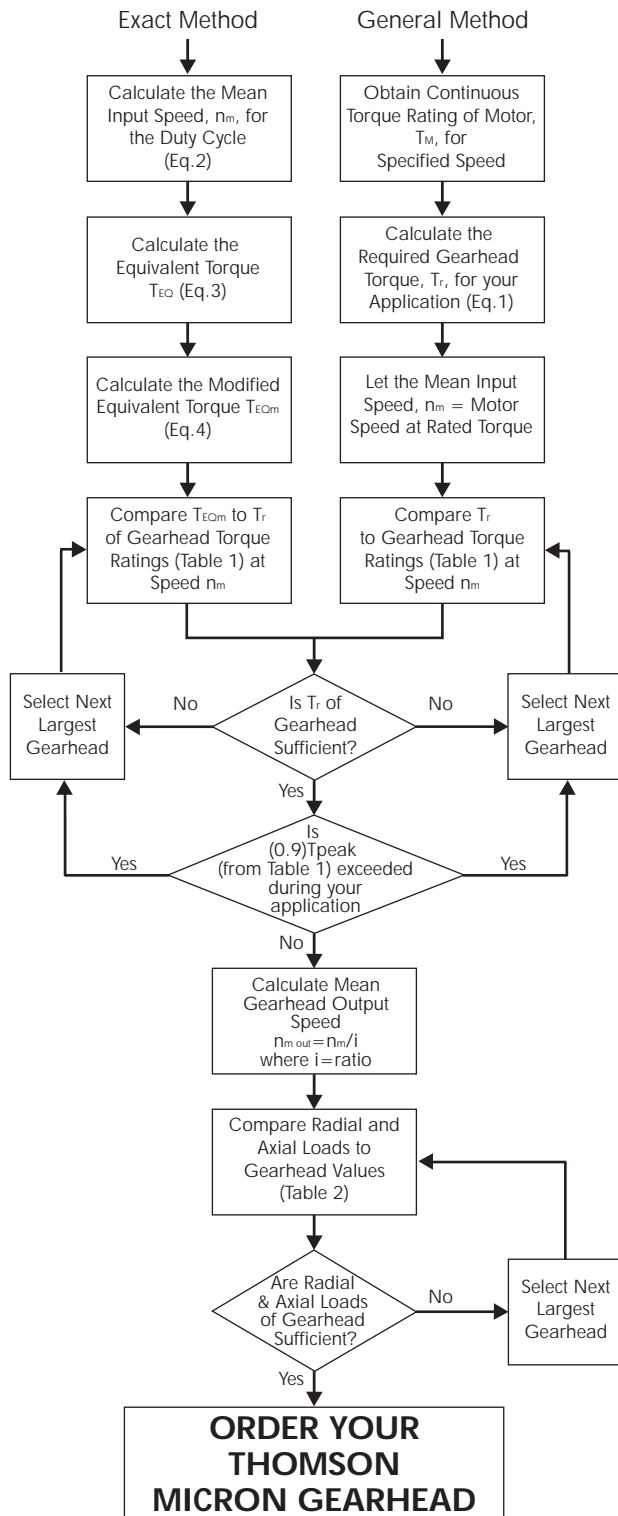 Exact Method
General Method
Calculate the Mean
Input Speed, nm, for
the Duty Cycle
(Eq.2)
Obtain Continuous
Torque Rating of Motor,
TM, for
Specified Speed
Calculate the
Equivalent Torque
TEQ (Eq.3)
Calculate the
Required Gearhead
Torque, Tr, for your
Application (Eq.1)
Calculate the Modified
Equivalent Torque TEQm
(Eq.4)
Let the Mean Input
Speed, nm = Motor
Speed at Rated Torque
Compare TEQm to Tr
of Gearhead Torque
Ratings (Table 1) at
Speed nm
Compare Tr
to Gearhead Torque
Ratings (Table 1) at
Speed nm
Select Next
Largest
Gearhead
No
Is Tr of
Gearhead
Sufficient?
No
Select Next
Largest
Gearhead
Yes
Yes
Is
(0.9)Tpeak
(from Table 1) exceeded
during your
application
Yes
No
Calculate Mean
Gearhead Output
Speed
nm out=nm/i
where i=ratio
Compare Radial and
Axial Loads to
Gearhead Values
(Table 2)
Are Radial
& Axial Loads
of Gearhead
Sufficient?
No
Select Next
Largest
Gearhead
Yes
ORDER YOUR
THOMSON
MICRON GEARHEAD